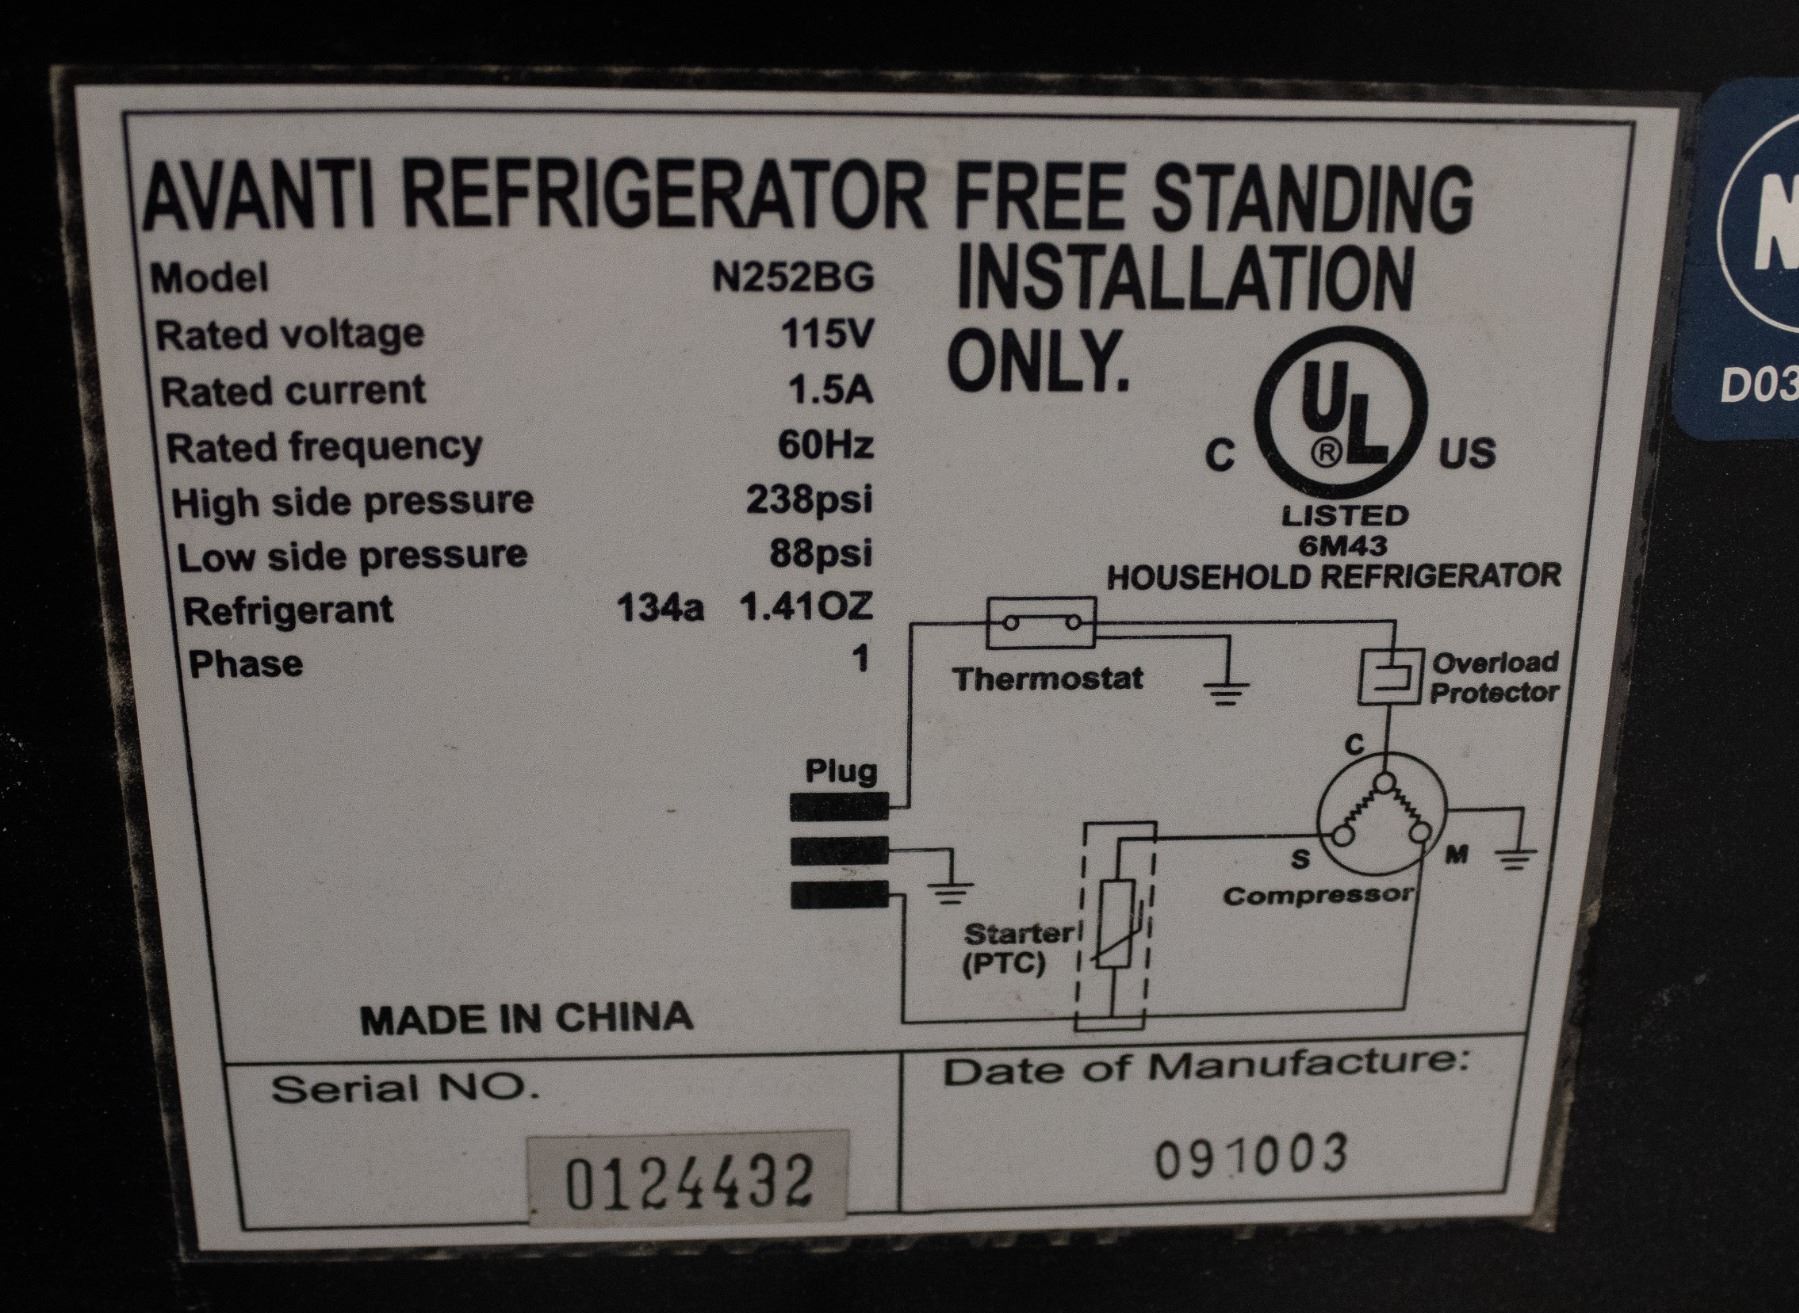 AVANTI REFRIGERATOR FREE STANDING
INSTALLATION
ONLY.
Model N252BG
Rated voltage 115V
Rated current 1.5A
Rated frequency 60Hz
High side pressure 238psi
Low side pressure 88psi
Refrigerant 134a 1.41OZ
Phase 1
C UL ® US
LISTED
6M43
HOUSEHOLD REFRIGERATOR
Thermostat
Overload
Protector
Plug
C
S
M
Compressor
Starter
(PTC)
MADE IN CHINA
Serial NO.
0124432
Date of Manufacture:
091003
D03